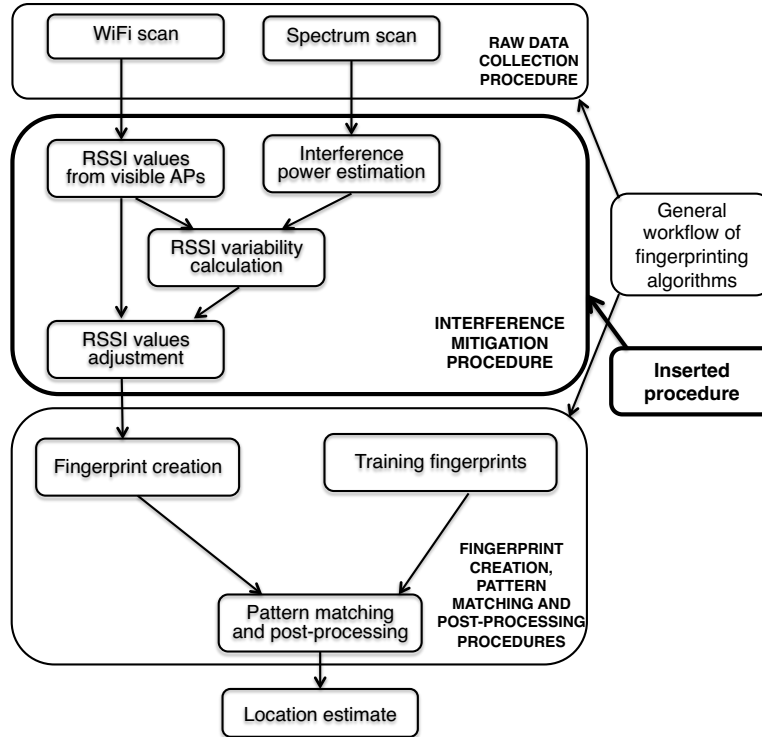 WiFi scan
Spectrum scan
RAW DATA
COLLECTION
PROCEDURE
RSSI values
from visible APs
Interference
power estimation
RSSI variability
calculation
RSSI values
adjustment
INTERFERENCE
MITIGATION
PROCEDURE
General
workflow of
fingerprinting
algorithms
Inserted
procedure
Fingerprint creation
Training fingerprints
FINGERPRINT
CREATION,
PATTERN
MATCHING AND
POST-PROCESSING
PROCEDURES
Pattern matching
and post-processing
Location estimate